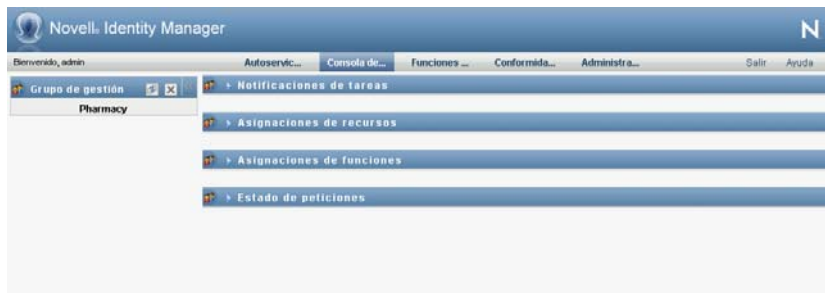 Novell® Identity Manager
N
Bienvenido, admin
Autoservic... Consola de... Funciones ... Conformida... Administra... Salir Ayuda
Grupo de gestión
Pharmacy
Notificaciones de tareas
Asignaciones de recursos
Asignaciones de funciones
Estado de peticiones